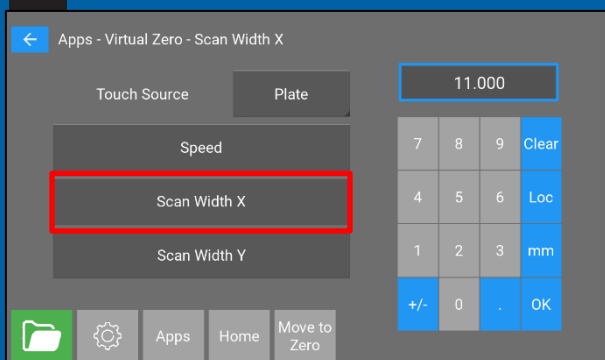 Apps - Virtual Zero - Scan Width X
Touch Source
Plate
11.000
Speed
Scan Width X
Scan Width Y
7 8 9 Clear
4 5 6 Loc
1 2 3 mm
+/- 0 . OK
Apps
Home
Move to
Zero